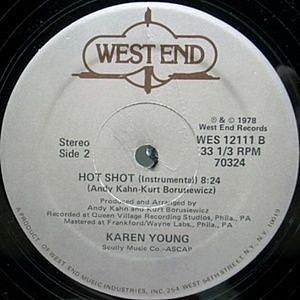 WEST END
℗ & © 1978
West End Records
Stereo
Side 2
WES 12111 B
33 1/3 RPM
70324
HOT SHOT (Instrumental) 8:24
(Andy Kahn-Kurt Borusiewicz)
Produced and Arranged by
Andy Kahn and Kurt Borusiewicz
Recorded at Queen Village Recording Studios, Phila., PA
Mastered at Frankford/Wayne Labs., Phila., PA
KAREN YOUNG
Scully Music Co.-ASCAP
A PRODUCT OF WEST END MUSIC INDUSTRIES, INC. 254 WEST 54TH STREET, N.Y., N.Y. 10019